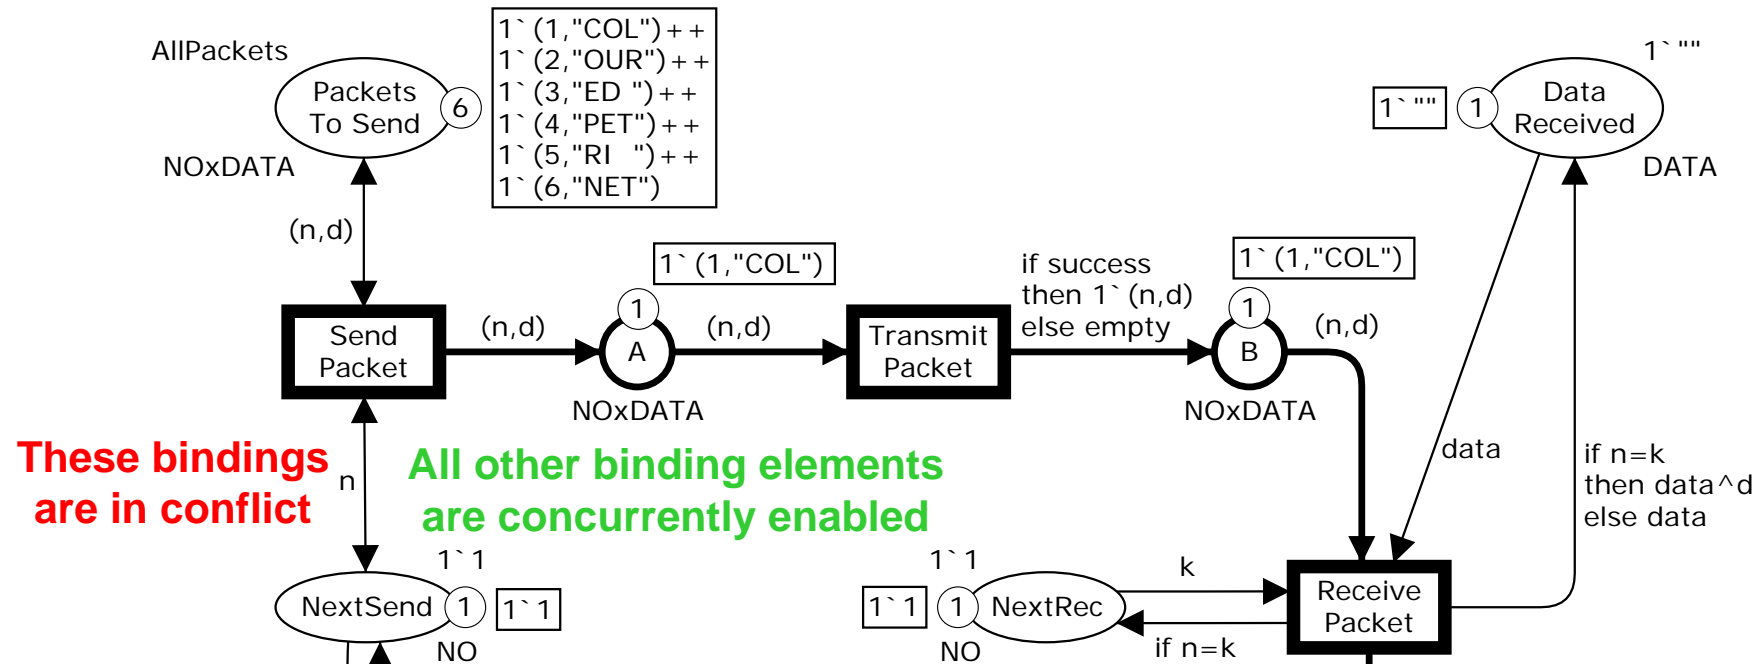 AllPackets
Packets
To Send
6
1`(1,"COL")++
1`(2,"OUR")++
1`(3,"ED ")++
1`(4,"PET")++
1`(5,"RI  ")++
1`(6,"NET")
NOxDATA
(n,d)
1`""
1`""
1
Data
Received
DATA
Send
Packet
(n,d)
1`(1,"COL")
1
A
NOxDATA
(n,d)
Transmit
Packet
if success
then 1`(n,d)
else empty
1`(1,"COL")
1
B
NOxDATA
(n,d)
These bindings
are in conflict
n
All other binding elements
are concurrently enabled
data
if n=k
then data^d
else data
1`1
NextSend
1
1`1
NO
1`1
1`1
1
NextRec
NO
k
if n=k
Receive
Packet